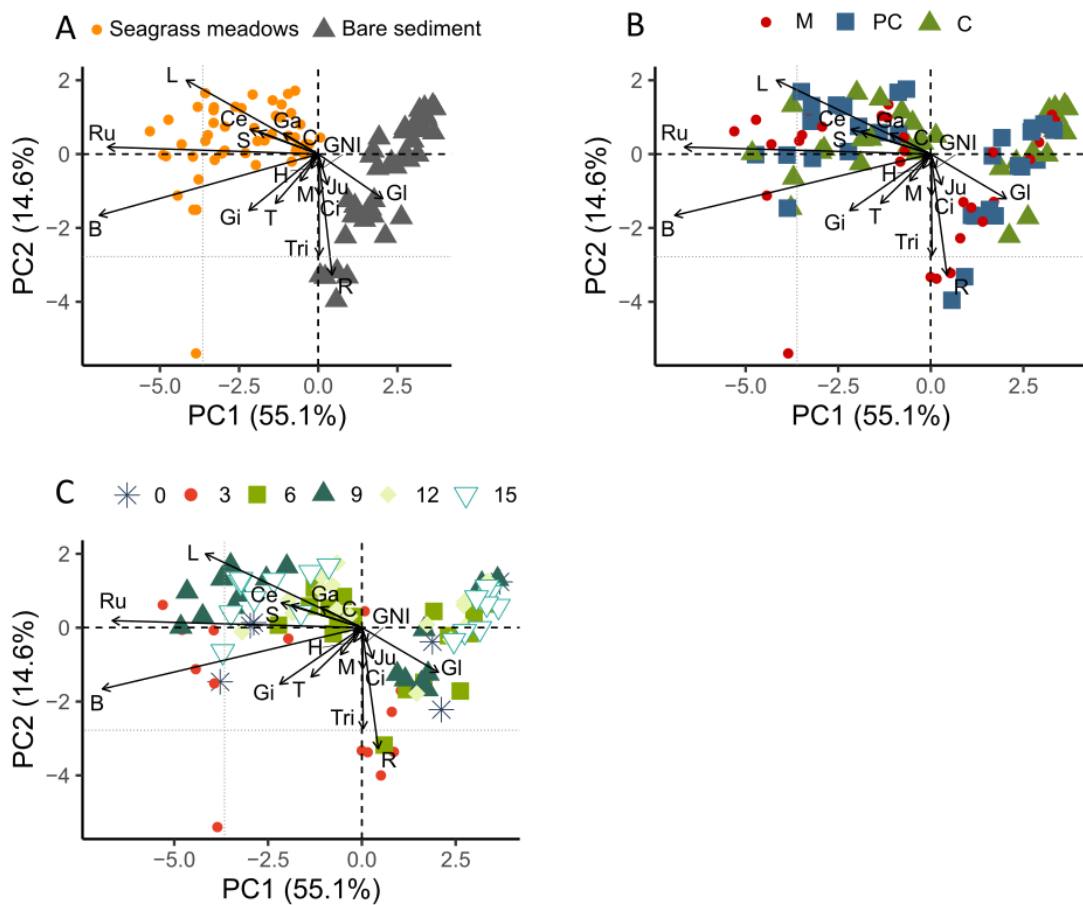 A Seagrass meadows Bare sediment
B M PC C
2
0
−2
−4
−5.0 −2.5 0.0 2.5
PC2 (14.6%)
PC1 (55.1%)
L
Ru
Ce
Ga
S
C
GNI
H
Ju
Gl
M
Ci
B
Gi
T
Tri
R
2
0
−2
−4
−5.0 −2.5 0.0 2.5
PC2 (14.6%)
PC1 (55.1%)
L
Ru
Ce
Ga
S
C
GNI
H
Ju
Gl
M
Ci
B
Gi
T
Tri
R
C 0 3 6 9 12 15
2
0
−2
−4
−5.0 −2.5 0.0 2.5
PC2 (14.6%)
PC1 (55.1%)
L
Ru
Ce
Ga
S
C
GNI
H
Ju
Gl
M
Ci
B
Gi
T
Tri
R